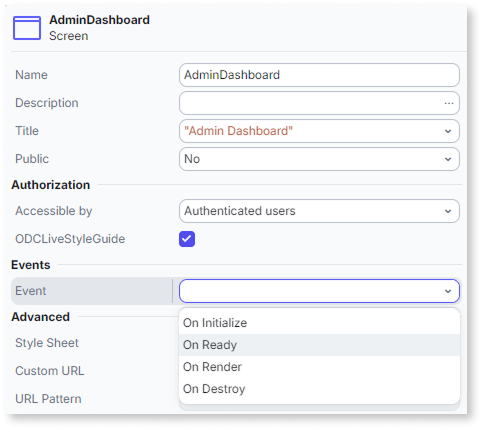 AdminDashboard
Screen
Name AdminDashboard
Description ...
Title "Admin Dashboard"
Public No
Authorization
Accessible by Authenticated users
ODCLiveStyleGuide
Events
Event
On Initialize
Advanced
On Ready
Style Sheet
On Render
Custom URL
On Destroy
URL Pattern